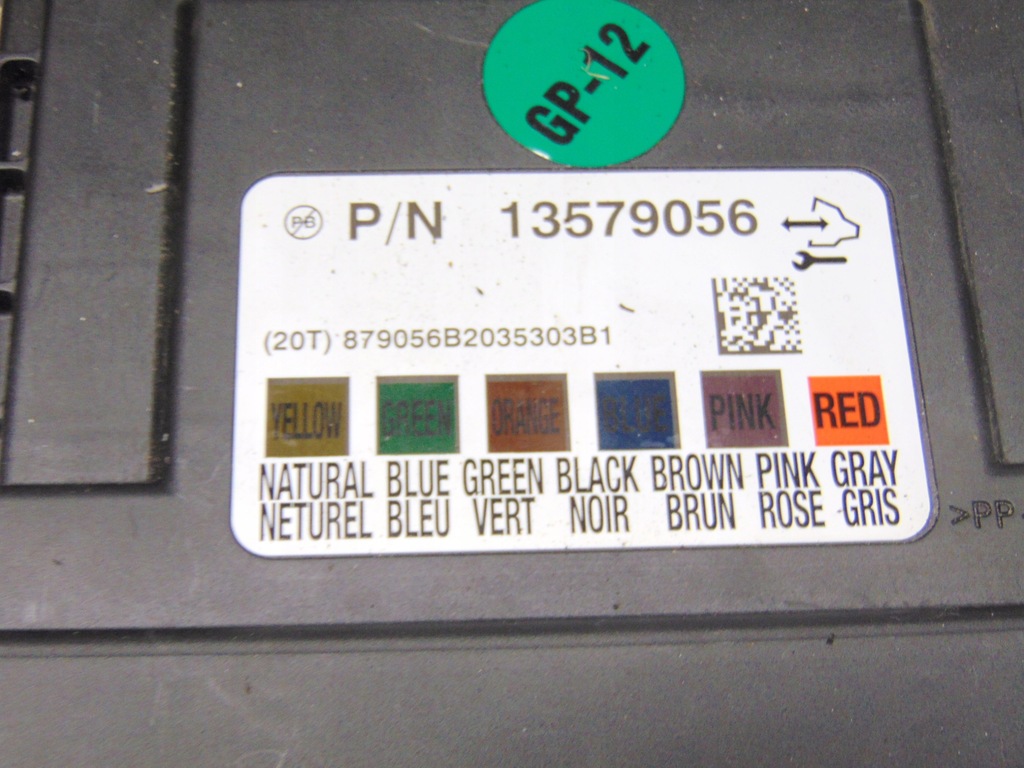 GP-12
PB P/N 13579056
(20T) 879056B2035303B1
YELLOW GREEN ORANGE BLUE PINK RED
NATURAL BLUE GREEN BLACK BROWN PINK GRAY
NETUREL BLEU VERT NOIR BRUN ROSE GRIS
>PP